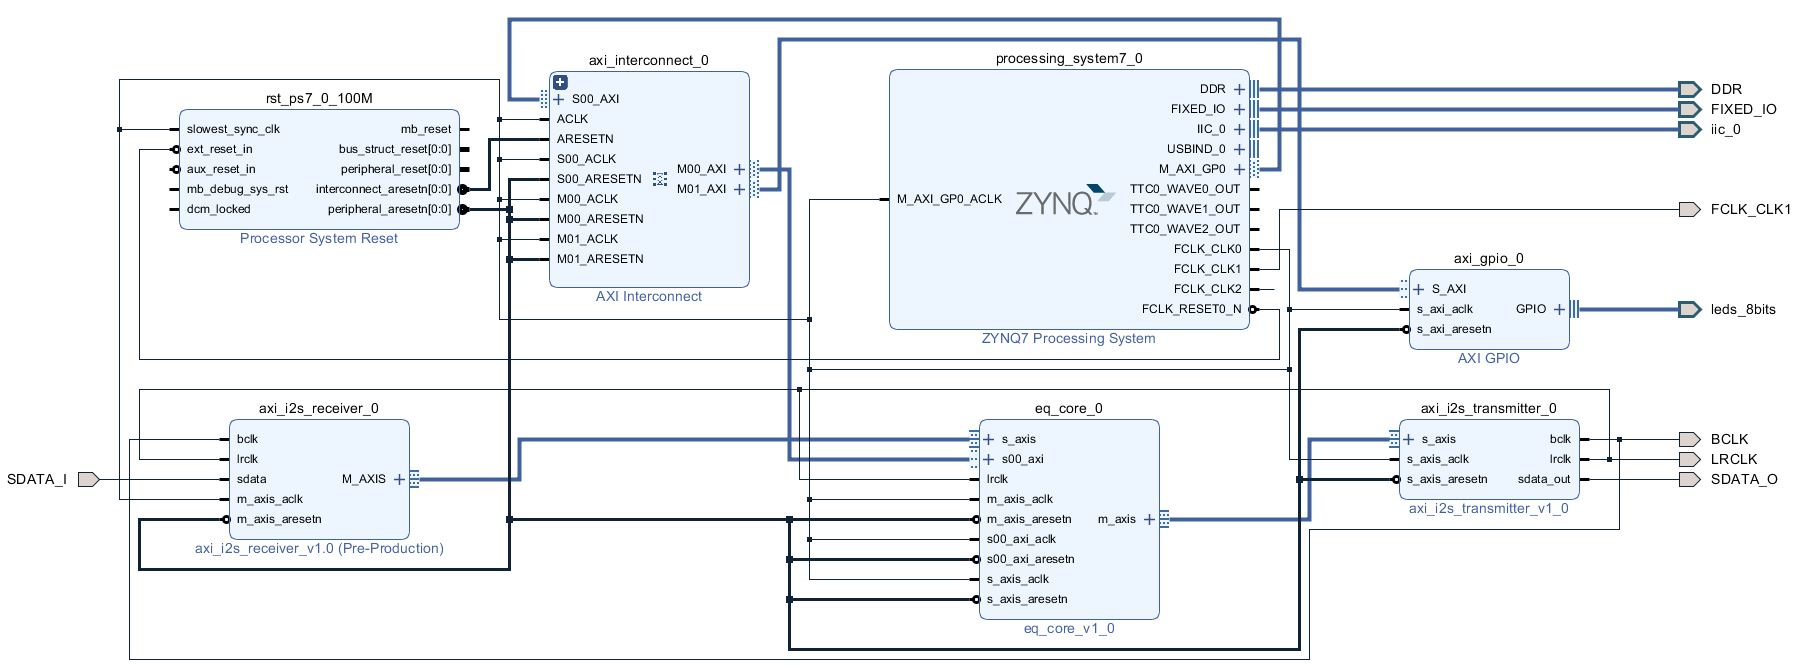 axi_interconnect_0
S00_AXI
ACLK
ARESETN
S00_ACLK
S00_ARESETN
M00_ACLK
M00_ARESETN
M01_ACLK
M01_ARESETN
M00_AXI
M01_AXI
AXI Interconnect
rst_ps7_0_100M
slowest_sync_clk
ext_reset_in
aux_reset_in
mb_debug_sys_rst
dcm_locked
mb_reset
bus_struct_reset[0:0]
peripheral_reset[0:0]
interconnect_aresetn[0:0]
peripheral_aresetn[0:0]
Processor System Reset
processing_system7_0
M_AXI_GP0_ACLK
ZYNQ
DDR
FIXED_IO
IIC_0
USBIND_0
M_AXI_GP0
TTC0_WAVE0_OUT
TTC0_WAVE1_OUT
TTC0_WAVE2_OUT
FCLK_CLK0
FCLK_CLK1
FCLK_CLK2
FCLK_RESET0_N
ZYNQ7 Processing System
DDR
FIXED_IO
iic_0
FCLK_CLK1
axi_gpio_0
S_AXI
s_axi_aclk
s_axi_aresetn
GPIO
AXI GPIO
leds_8bits
SDATA_I
axi_i2s_receiver_0
bclk
lrclk
sdata
m_axis_aclk
m_axis_aresetn
M_AXIS
axi_i2s_receiver_v1.0 (Pre-Production)
eq_core_0
s_axis
s00_axi
lrclk
m_axis_aclk
m_axis_aresetn
s00_axi_aclk
s00_axi_aresetn
s_axis_aclk
s_axis_aresetn
m_axis
eq_core_v1_0
axi_i2s_transmitter_0
s_axis
s_axis_aclk
s_axis_aresetn
bclk
lrclk
sdata_out
axi_i2s_transmitter_v1_0
BCLK
LRCLK
SDATA_O